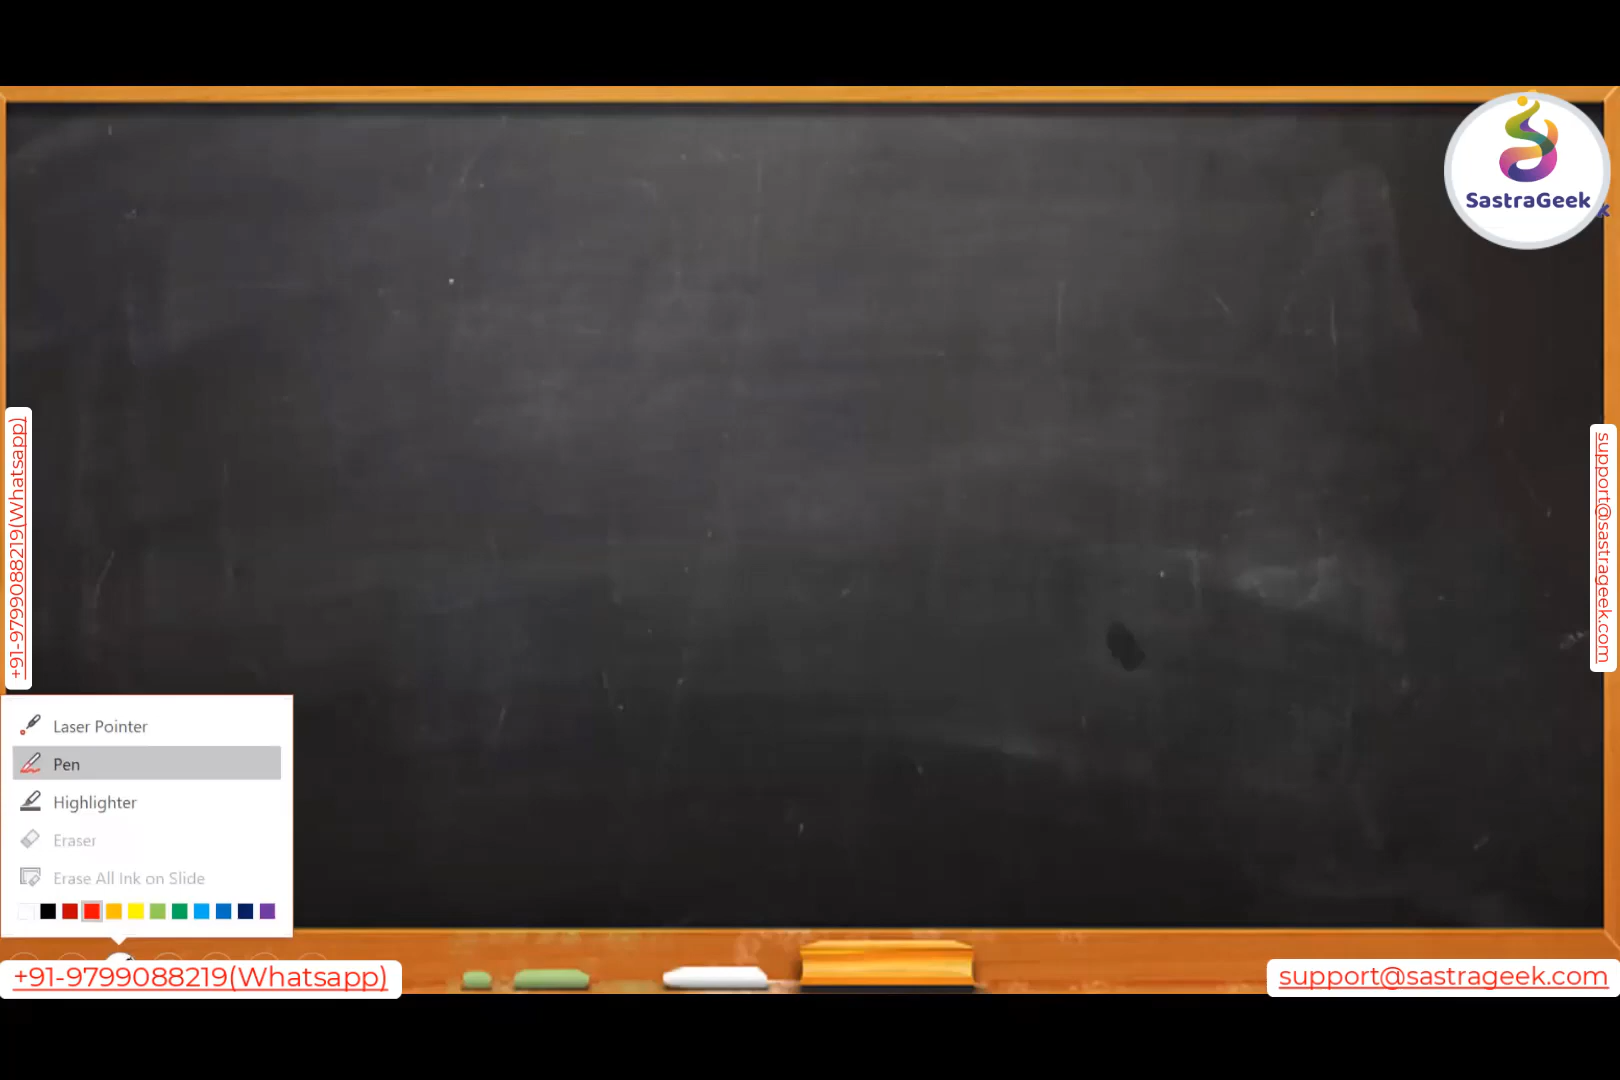 SastraGeek
k
+91-9799088219(Whatsapp)
support@sastrageek.com
Laser Pointer
Pen
Highlighter
Eraser
Erase All Ink on Slide
+91-9799088219(Whatsapp)
support@sastrageek.com